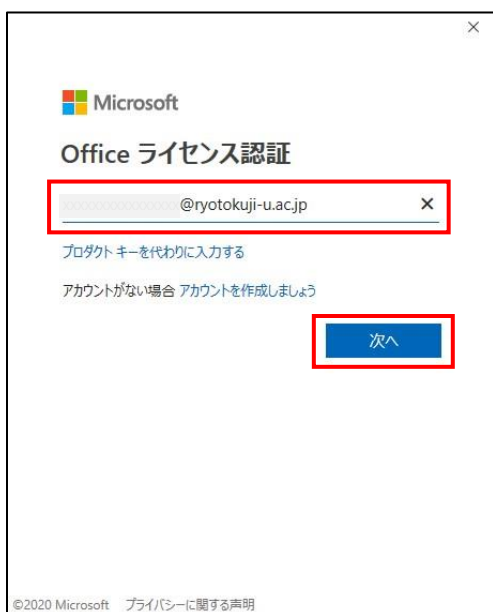 Microsoft
Office ライセンス認証
@ryotokuji-u.ac.jp
プロダクト キーを代わりに入力する
アカウントがない場合 アカウントを作成しましょう
次へ
©2020 Microsoft プライバシーに関する声明